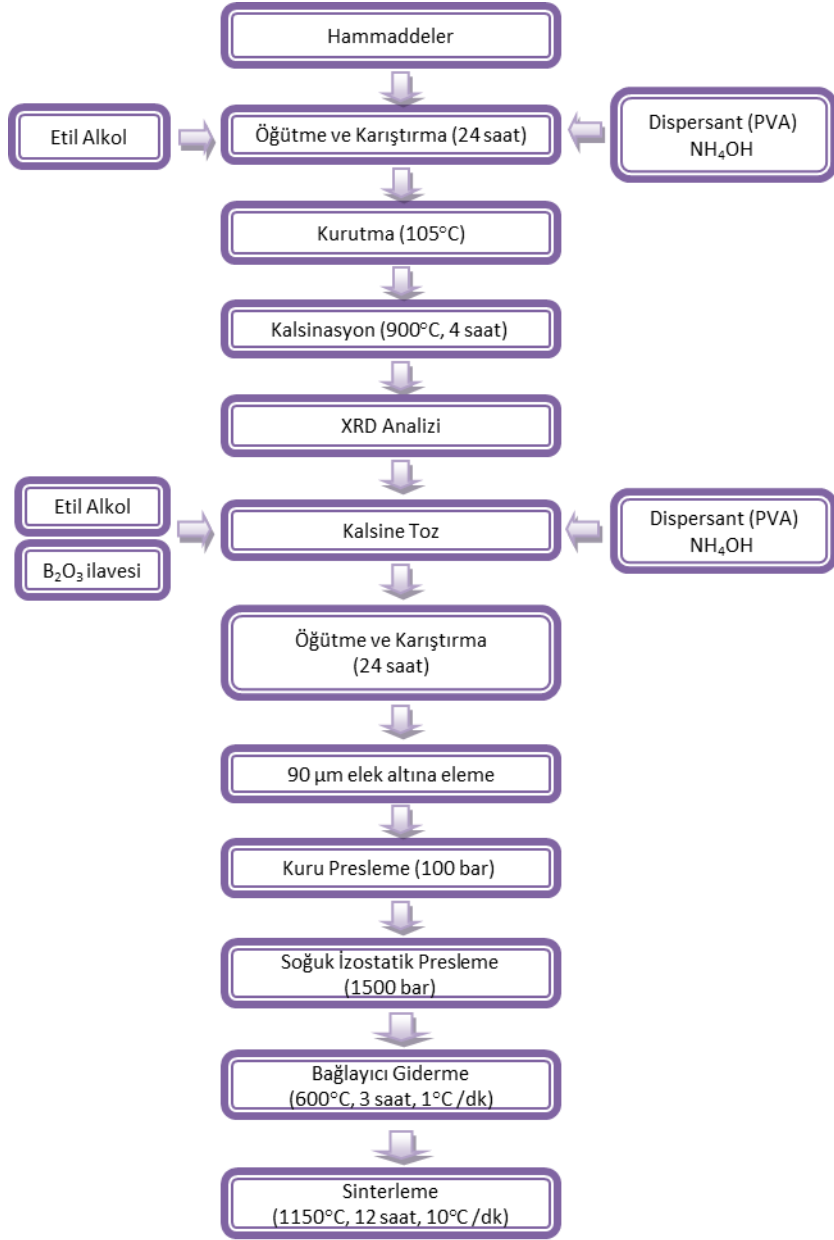 Hammaddeler
Etil Alkol
Öğütme ve Karıştırma (24 saat)
Dispersant (PVA)
NH₄OH
Kurutma (105°C)
Kalsinasyon (900°C, 4 saat)
XRD Analizi
Etil Alkol
B₂O₃ ilavesi
Kalsine Toz
Dispersant (PVA)
NH₄OH
Öğütme ve Karıştırma
(24 saat)
90 µm elek altına eleme
Kuru Presleme (100 bar)
Soğuk İzostatik Presleme
(1500 bar)
Bağlayıcı Giderme
(600°C, 3 saat, 1°C /dk)
Sinterleme
(1150°C, 12 saat, 10°C /dk)